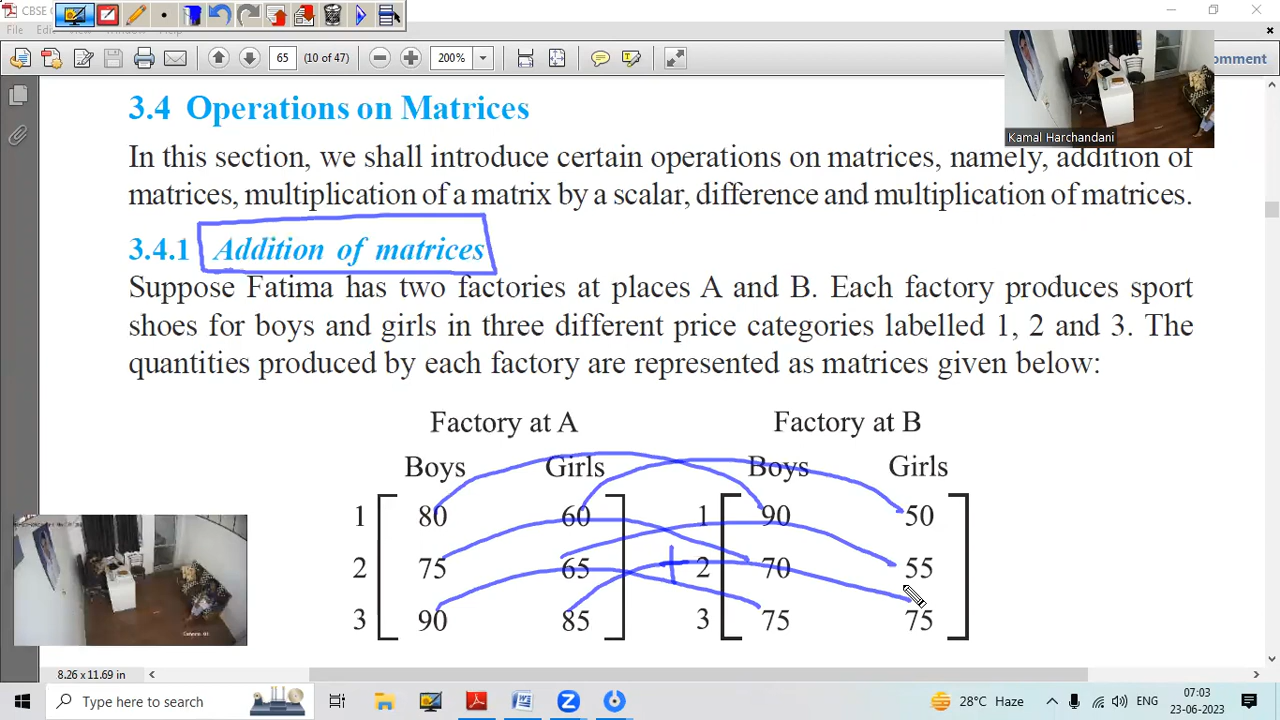 CBSE
File
Window
65
(10 of 47)
200%
omment
Kamal Harchandani
3.4 Operations on Matrices
In this section, we shall introduce certain operations on matrices, namely, addition of
matrices, multiplication of a matrix by a scalar, difference and multiplication of matrices.
3.4.1 Addition of matrices
Suppose Fatima has two factories at places A and B. Each factory produces sport
shoes for boys and girls in three different price categories labelled 1, 2 and 3. The
quantities produced by each factory are represented as matrices given below:
Factory at A Factory at B
Boys Girls Boys Girls
1 80 60 1 90 50
2 75 65 + 2 70 55
3 90 85 3 75 75
8.26 x 11.69 in
Type here to search
28°C Haze
ENG
07:03
23-06-2023